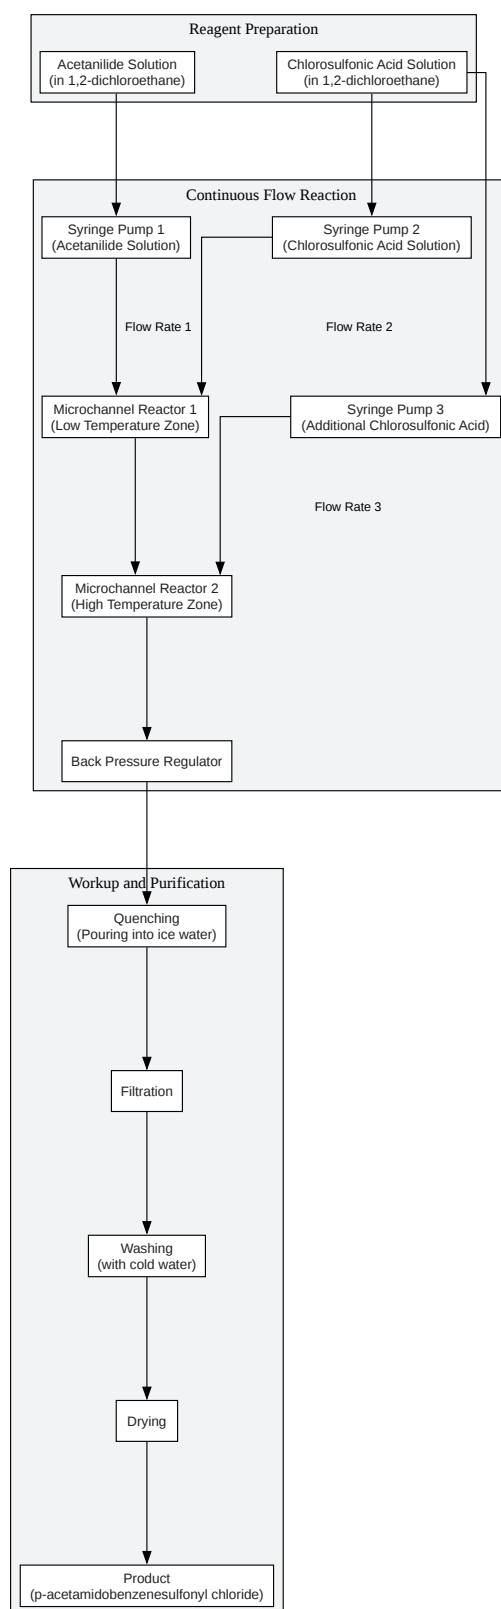 Reagent Preparation
Acetanilide Solution
(in 1,2-dichloroethane)
Chlorosulfonic Acid Solution
(in 1,2-dichloroethane)
Continuous Flow Reaction
Syringe Pump 1
(Acetanilide Solution)
Syringe Pump 2
(Chlorosulfonic Acid Solution)
Flow Rate 1
Flow Rate 2
Microchannel Reactor 1
(Low Temperature Zone)
Syringe Pump 3
(Additional Chlorosulfonic Acid)
Flow Rate 3
Microchannel Reactor 2
(High Temperature Zone)
Back Pressure Regulator
Workup and Purification
Quenching
(Pouring into ice water)
Filtration
Washing
(with cold water)
Drying
Product
(p-acetamidobenzenesulfonyl chloride)